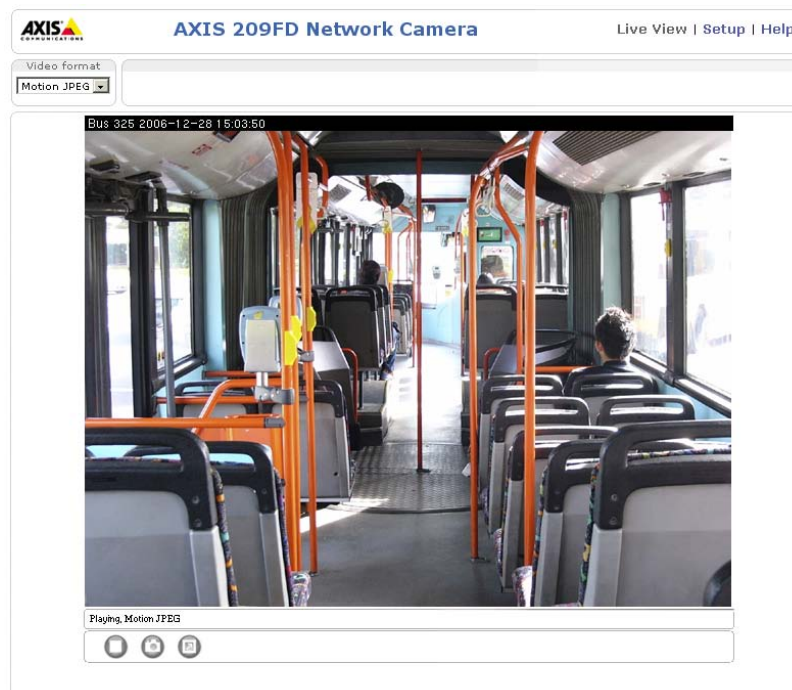 AXIS
COMMUNICATIONS
AXIS 209FD Network Camera
Live View | Setup | Help
Video format
Motion JPEG
Bus 325 2006-12-28 15:03:50
Playing, Motion JPEG